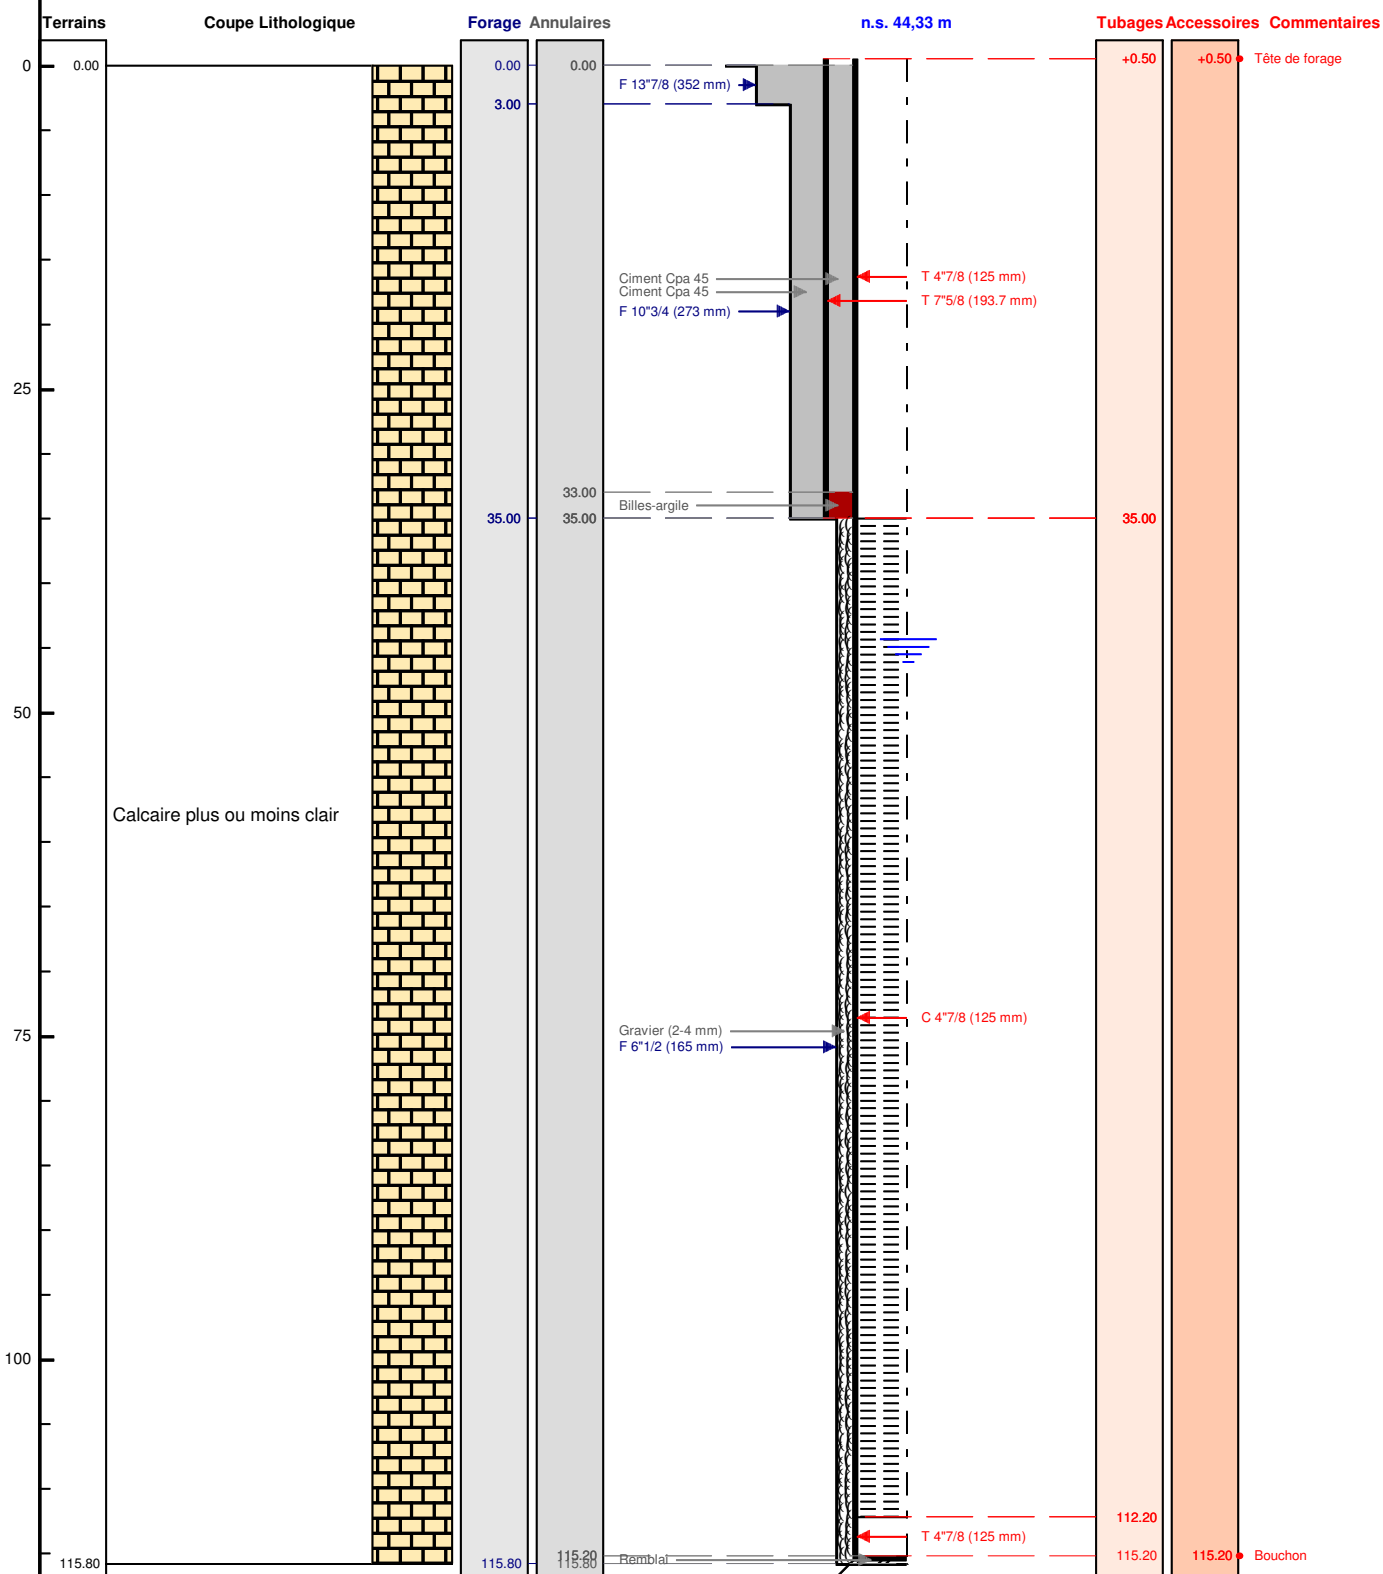 Terrains Coupe Lithologique Forage Annulaires n.s. 44,33 m Tubages Accessoires Commentaires
0 0.00 0.00 0.00 +0.50 +0.50 Tête de forage
F 13"7/8 (352 mm)
3.00
Ciment Cpa 45 T 4"7/8 (125 mm)
Ciment Cpa 45
T 7"5/8 (193.7 mm)
F 10"3/4 (273 mm)
25
33.00
Billes-argile
35.00 35.00 35.00
50
Calcaire plus ou moins clair
C 4"7/8 (125 mm)
Gravier (2-4 mm)
75
F 6"1/2 (165 mm)
100
112.20
T 4"7/8 (125 mm)
115.20 115.20 115.20 Bouchon
Remblai
115.80 115.80 115.80